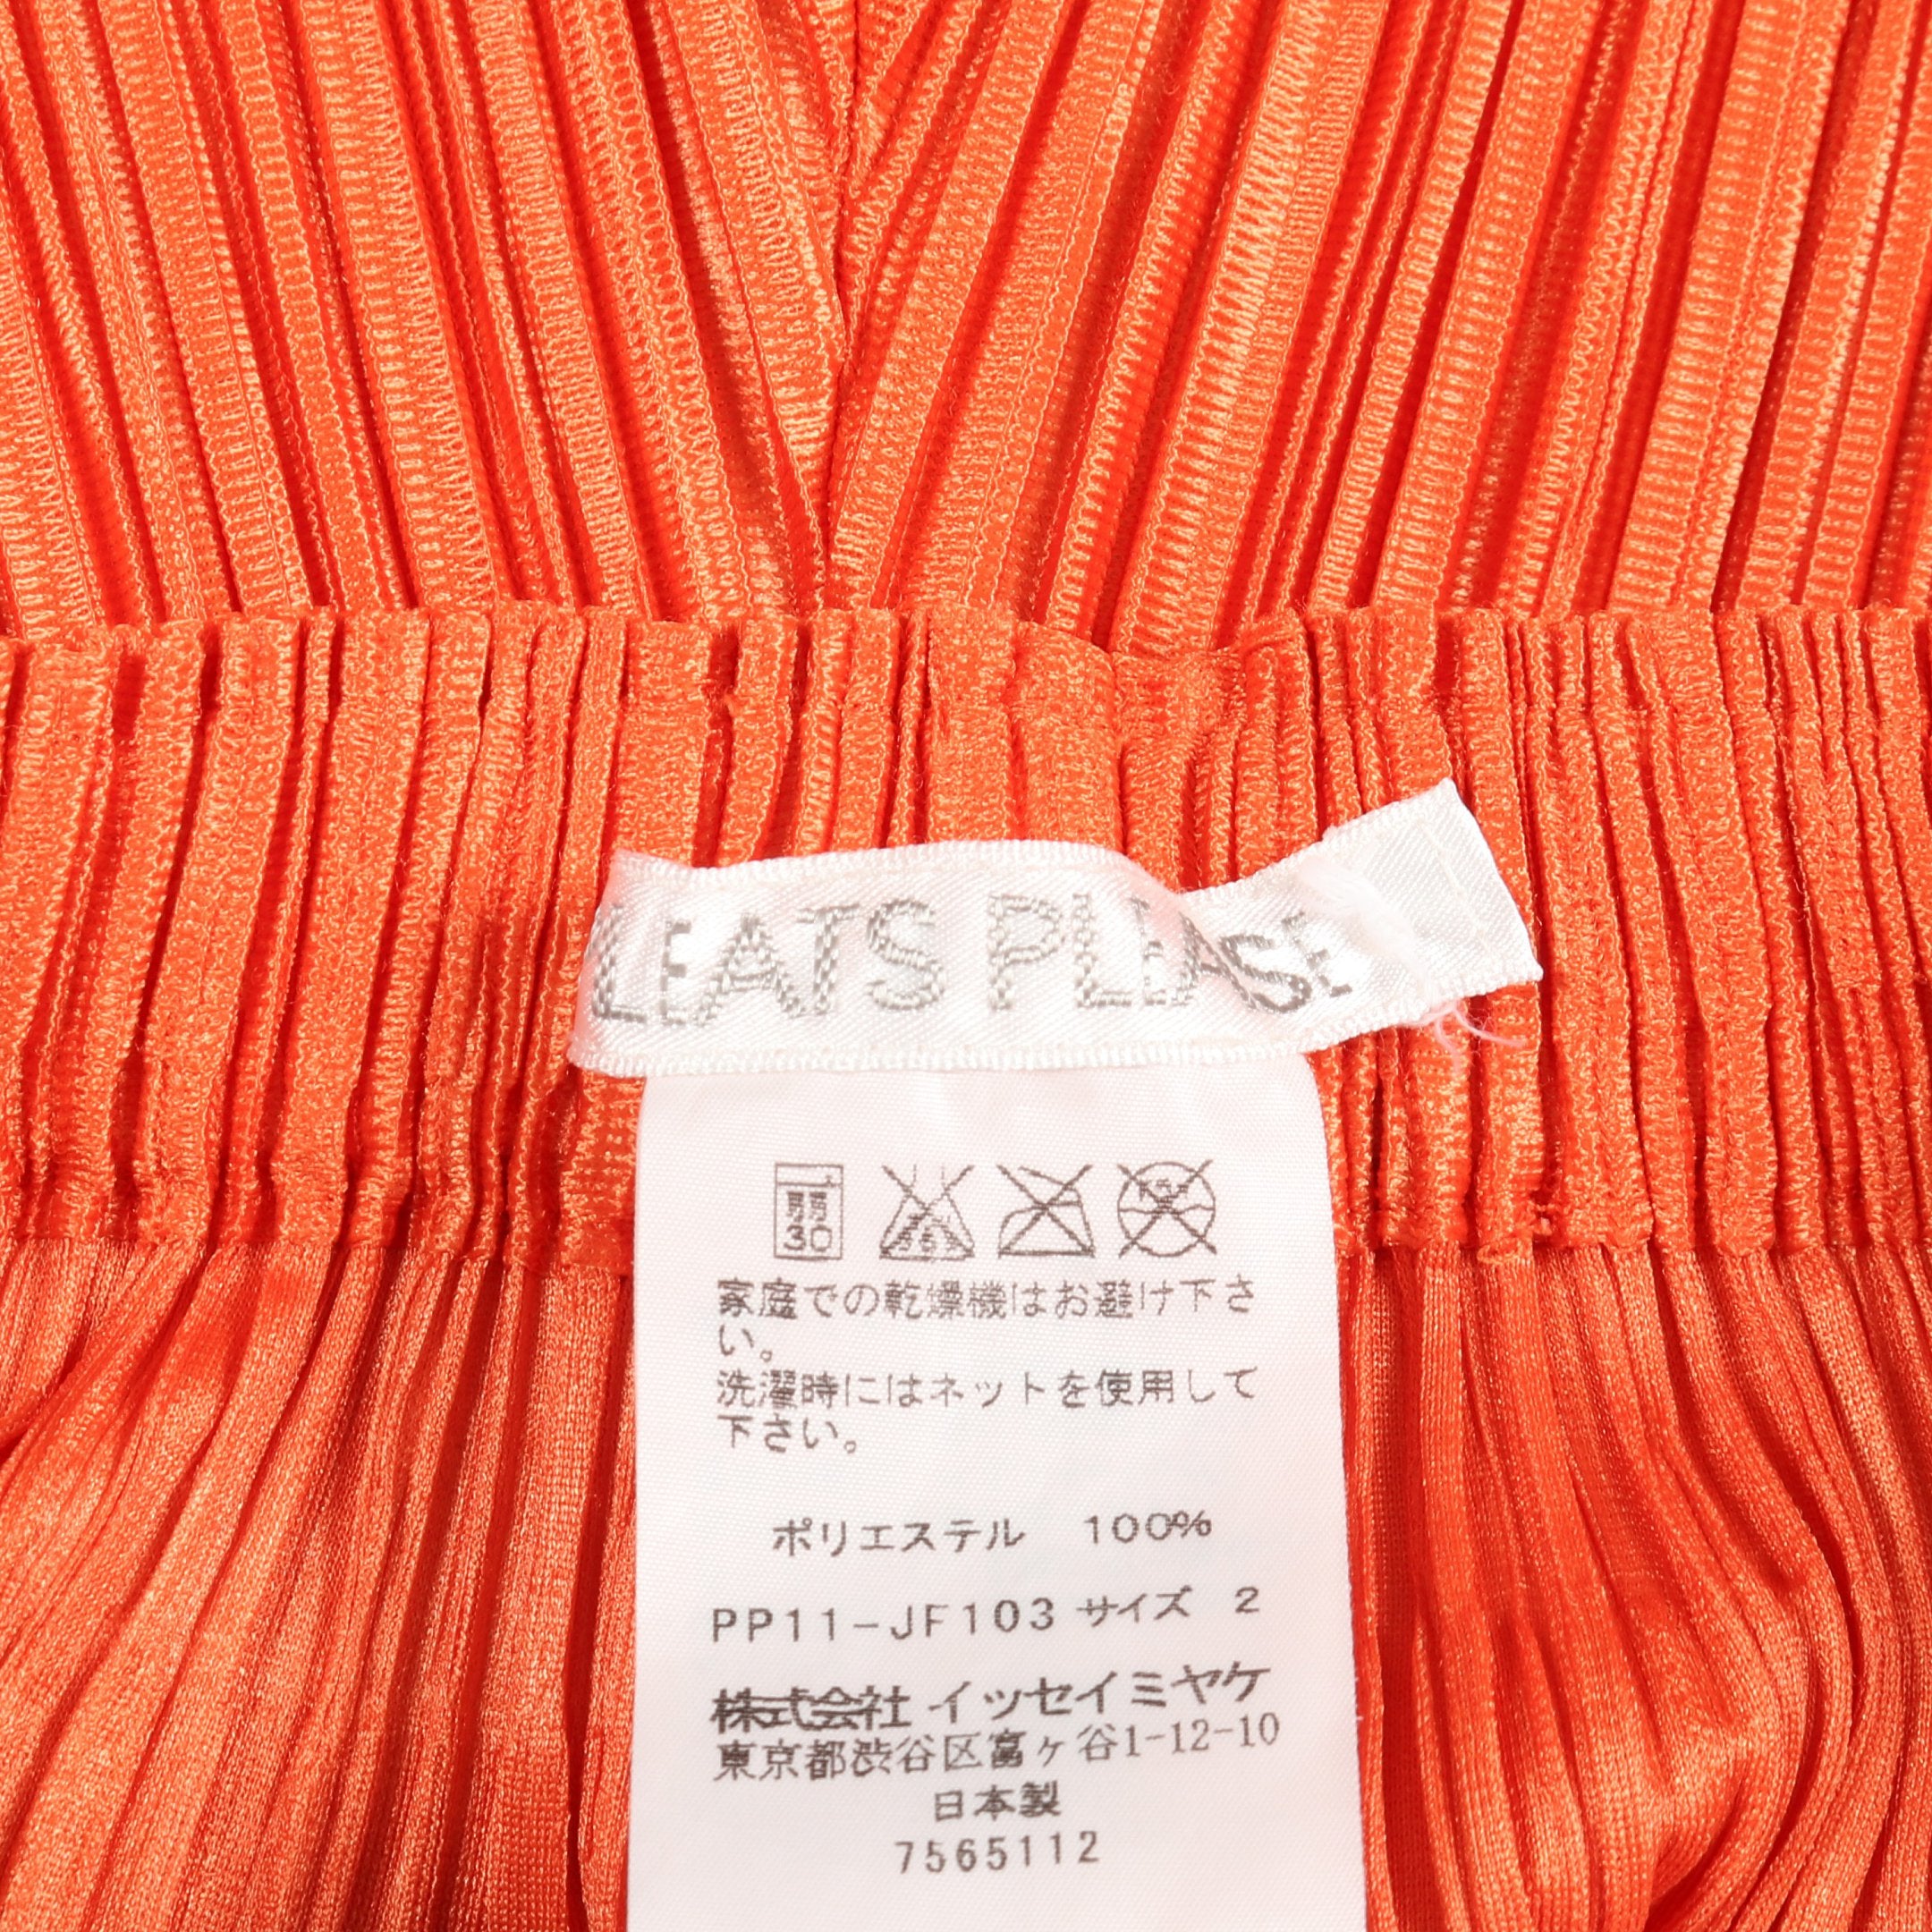 LEATS PLEASE
弱
30
家庭での乾燥機はお避け下さ
い。
洗濯時にはネットを使用して
下さい。
ポリエステル 100%
PP11-JF103 サイズ 2
株式会社 イッセイミヤケ
東京都渋谷区富ヶ谷1-12-10
日本製
7565112